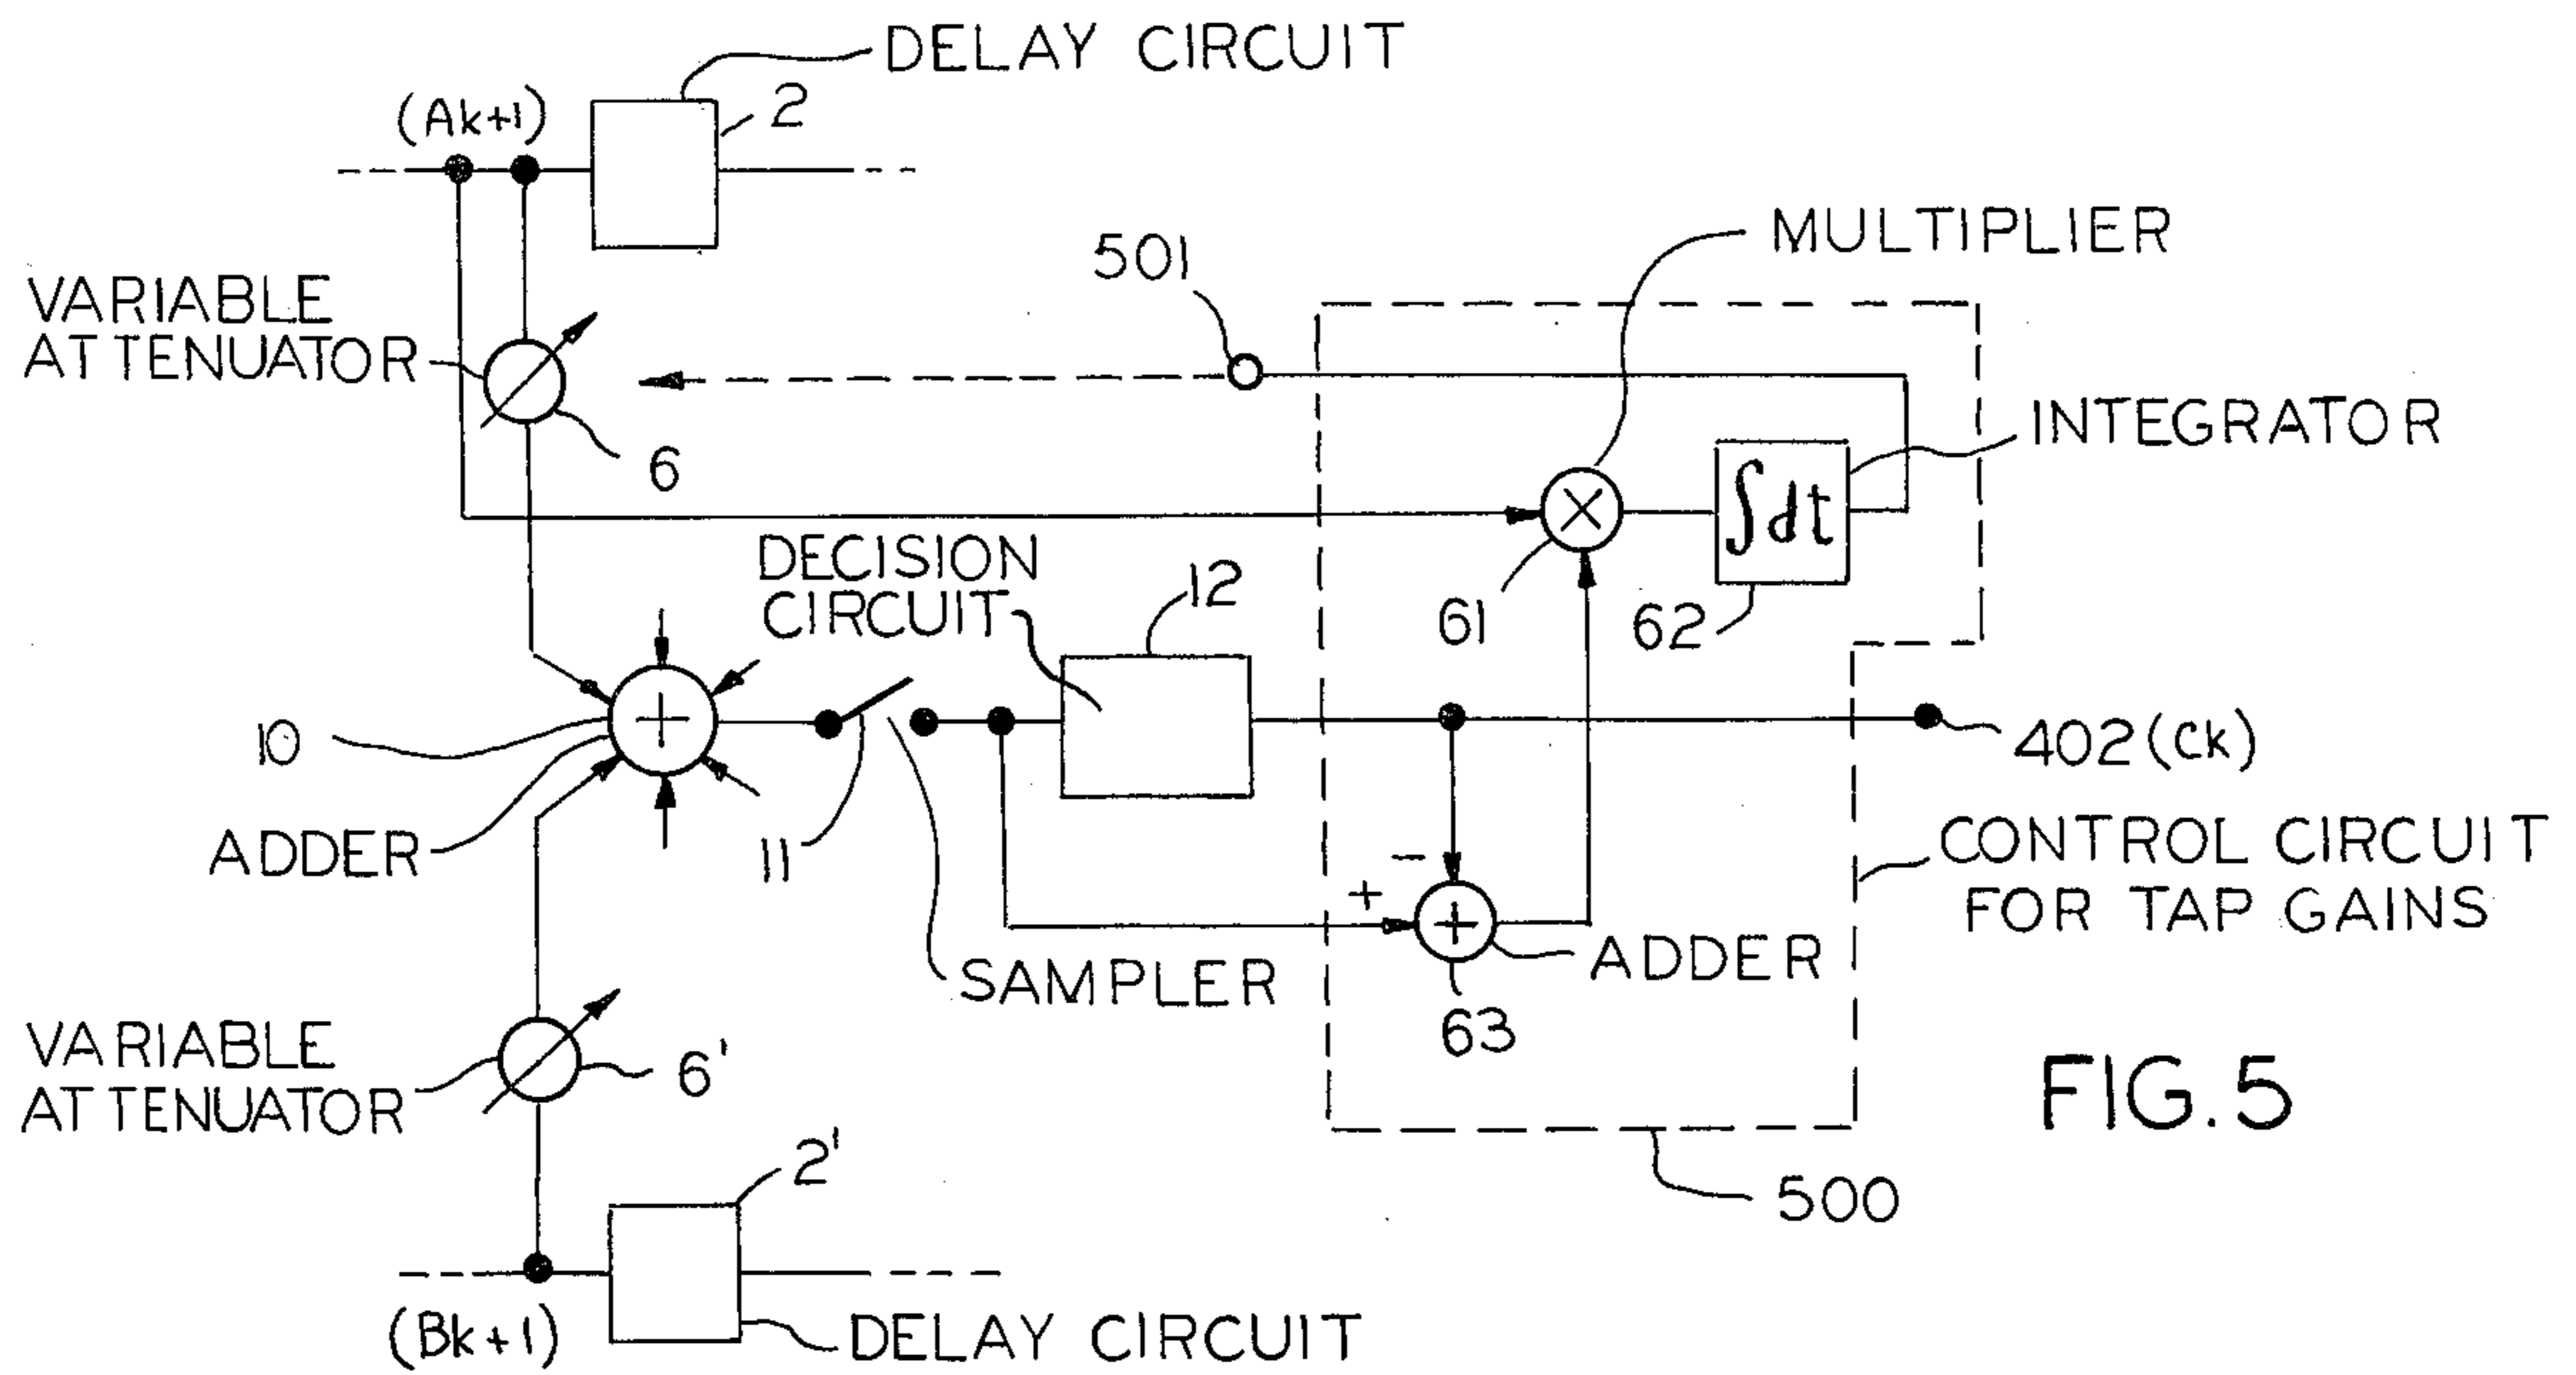 DELAY CIRCUIT
2
(Ak+1)
MULTIPLIER
501
VARIABLE
ATTENUATOR
INTEGRATOR
6
∫dt
DECISION
CIRCUIT
12
61
62
10
402 (Ck)
ADDER
11
- 
+
CONTROL CIRCUIT
FOR TAP GAINS
SAMPLER
ADDER
63
VARIABLE
ATTENUATOR
6'
FIG. 5
2'
500
(Bk+1)
DELAY CIRCUIT